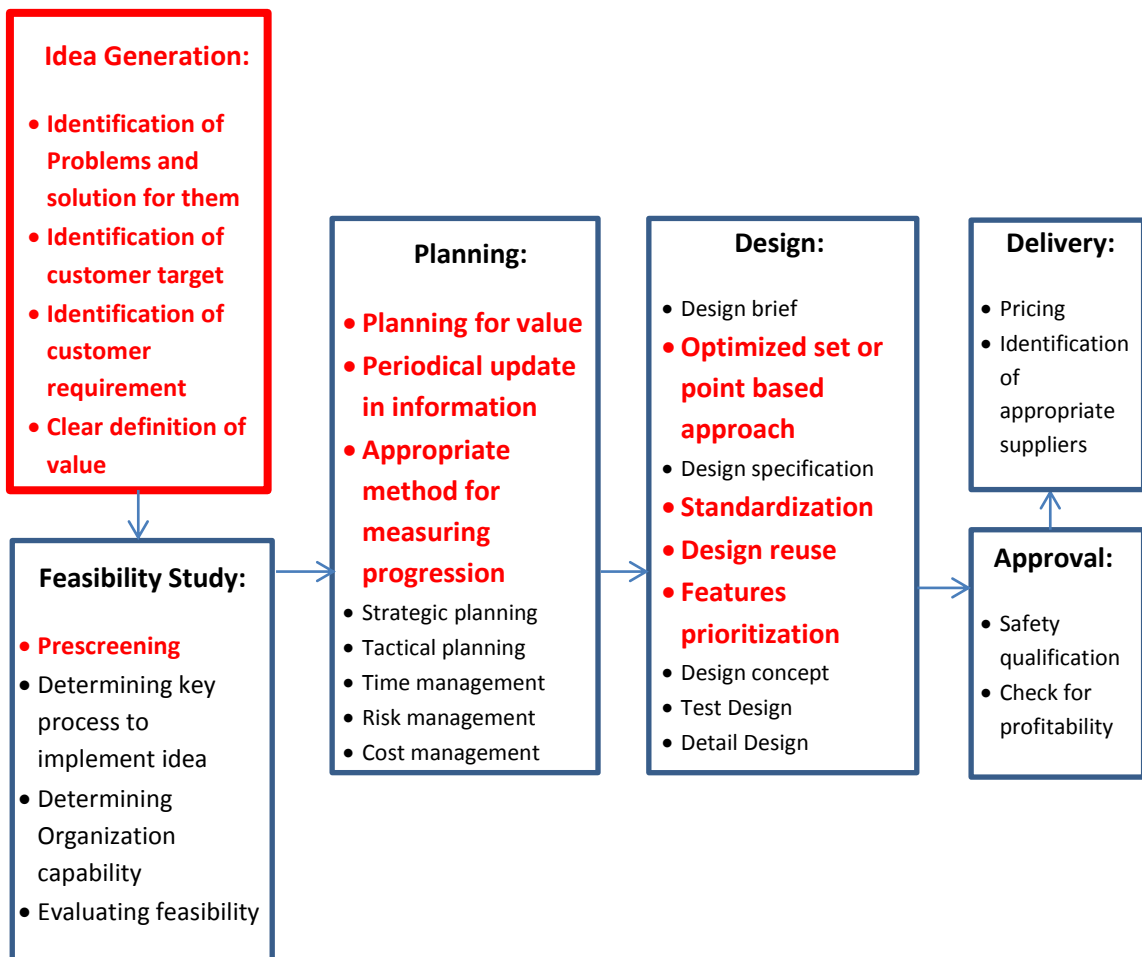 Idea Generation:
• Identification of
Problems and
solution for them
• Identification of
customer target
• Identification of
customer
requirement
• Clear definition of
value
Feasibility Study:
• Prescreening
• Determining key
process to
implement idea
• Determining
Organization
capability
• Evaluating feasibility
Planning:
• Planning for value
• Periodical update
in information
• Appropriate
method for
measuring
progression
• Strategic planning
• Tactical planning
• Time management
• Risk management
• Cost management
Design:
• Design brief
• Optimized set or
point based
approach
• Design specification
• Standardization
• Design reuse
• Features
prioritization
• Design concept
• Test Design
• Detail Design
Approval:
• Safety
qualification
• Check for
profitability
Delivery:
• Pricing
• Identification
of
appropriate
suppliers